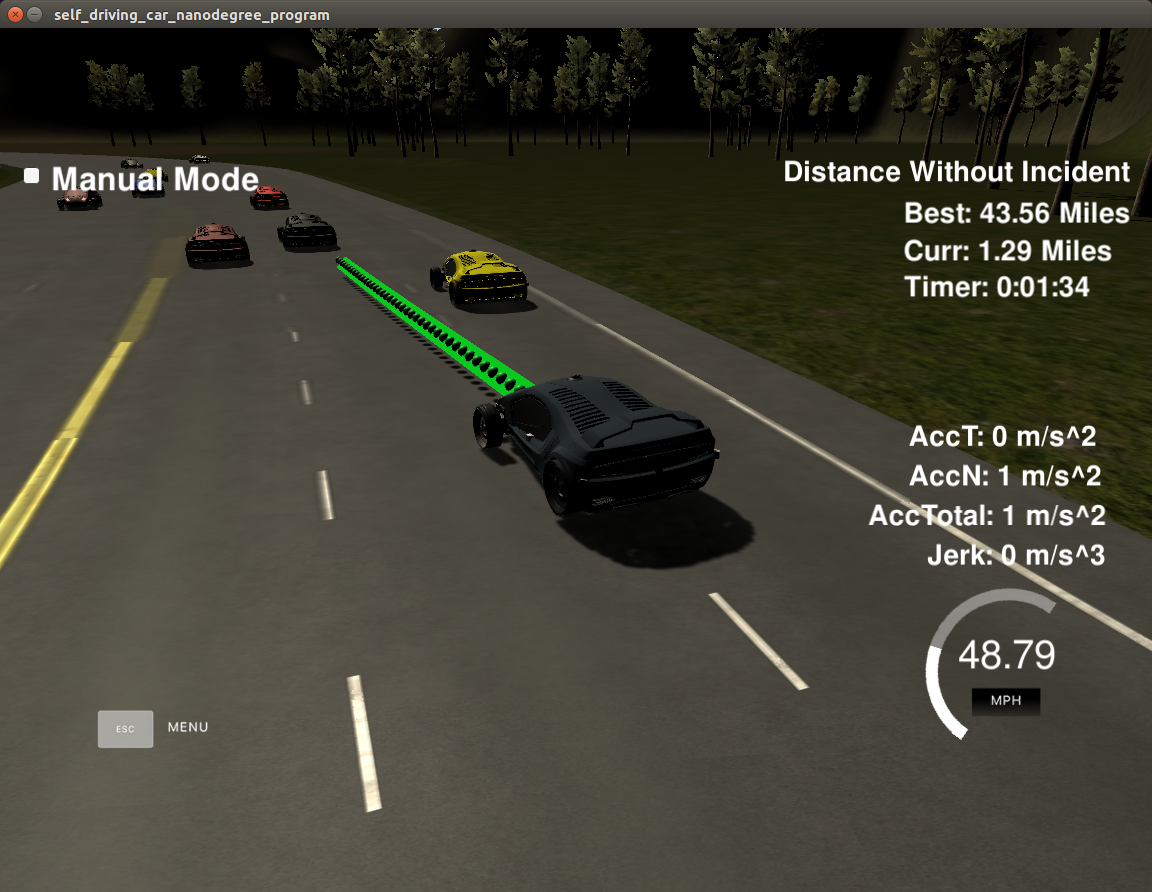 self_driving_car_nanodegree_program
Manual Mode
Distance Without Incident
Best: 43.56 Miles
Curr: 1.29 Miles
Timer: 0:01:34
AccT: 0 m/s^2
AccN: 1 m/s^2
AccTotal: 1 m/s^2
Jerk: 0 m/s^3
48.79
MPH
ESC MENU